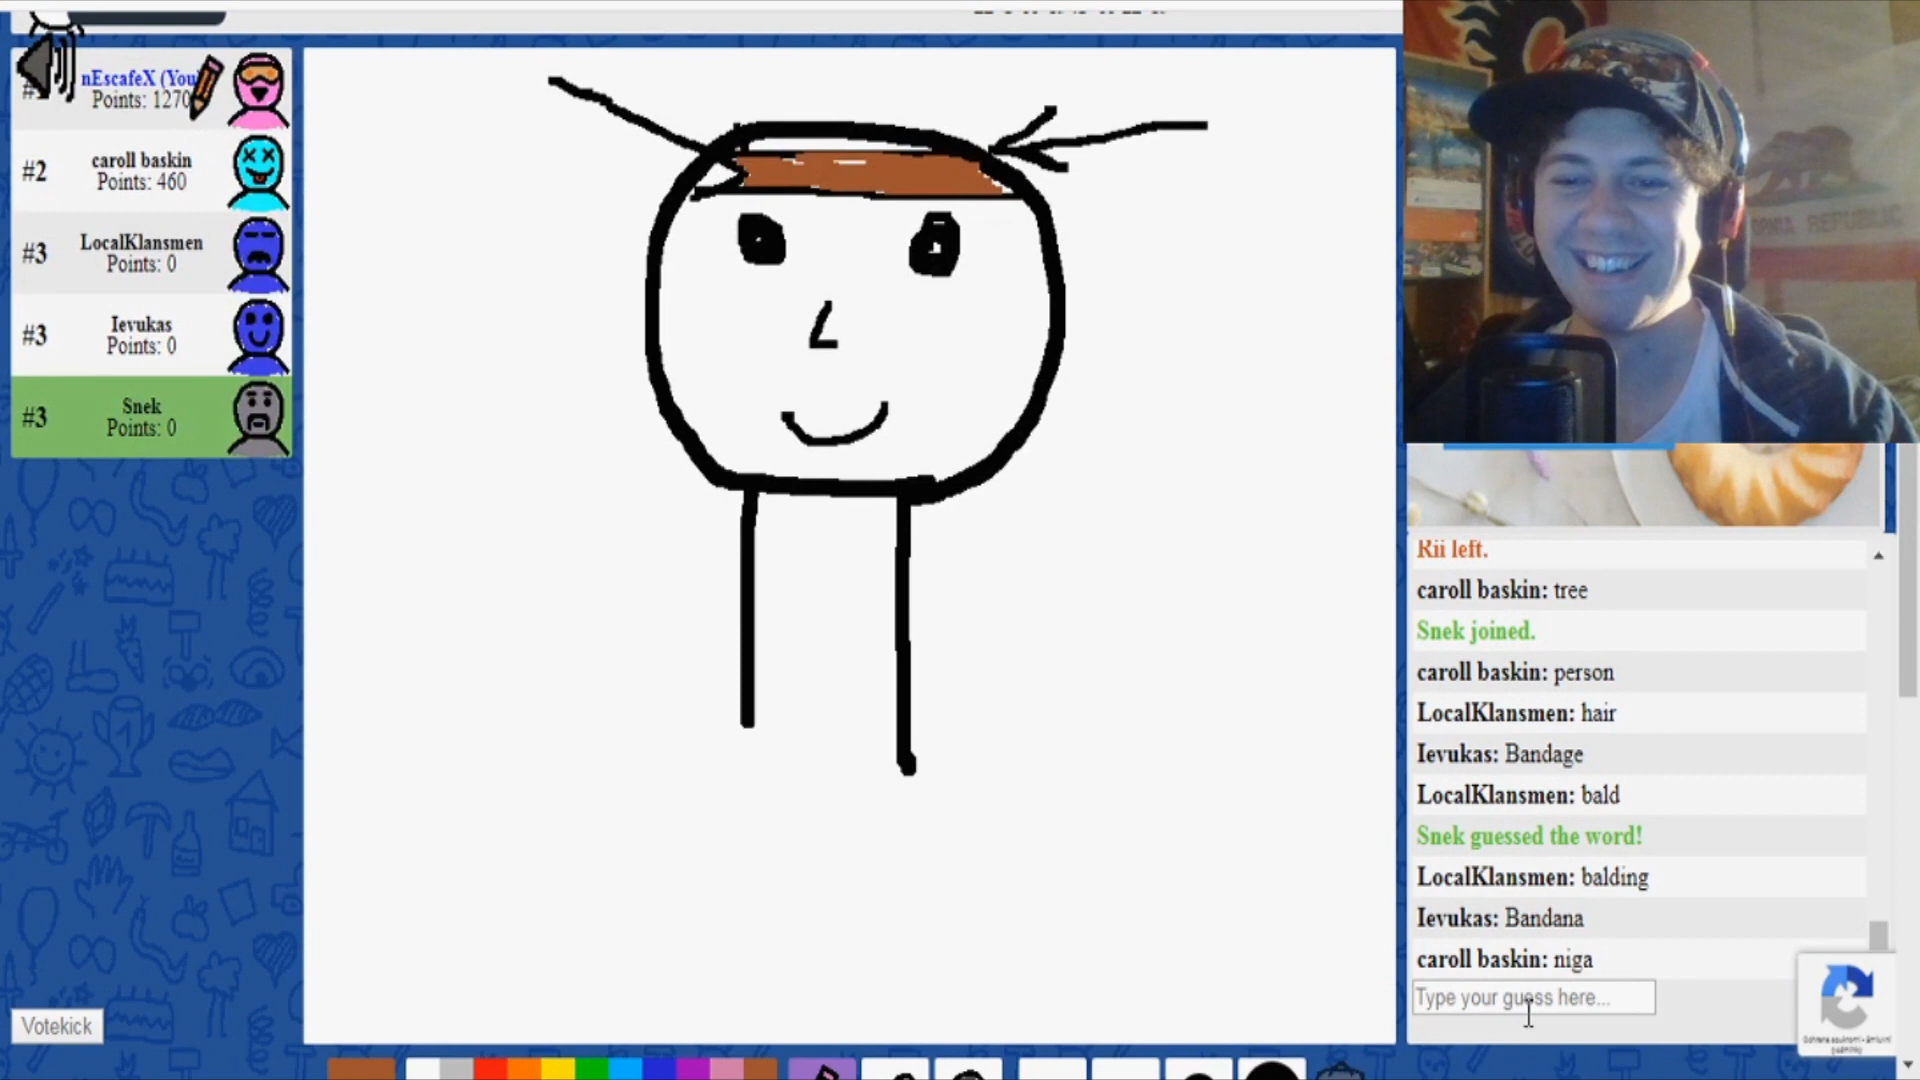 nEscafeX (You
Points: 1270
#2
caroll baskin
Points: 460
#3
LocalKlansmen
Points: 0
#3
Ievukas
Points: 0
#3
Snek
Points: 0
Votekick
Rii left.
caroll baskin: tree
Snek joined.
caroll baskin: person
LocalKlansmen: hair
Ievukas: Bandage
LocalKlansmen: bald
Snek guessed the word!
LocalKlansmen: balding
Ievukas: Bandana
caroll baskin: niga
Type your guess here...